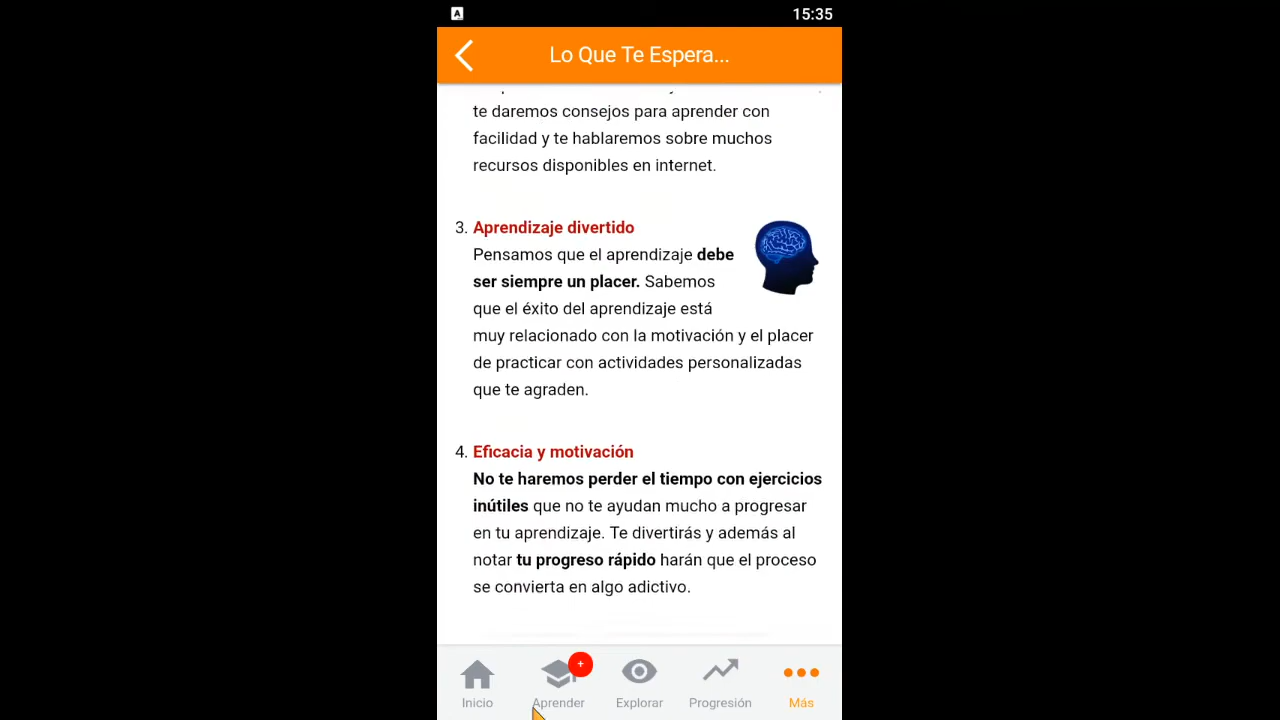 A
15:35
Lo Que Te Espera...
te daremos consejos para aprender con
facilidad y te hablaremos sobre muchos
recursos disponibles en internet.
3. Aprendizaje divertido
Pensamos que el aprendizaje debe
ser siempre un placer. Sabemos
que el éxito del aprendizaje está
muy relacionado con la motivación y el placer
de practicar con actividades personalizadas
que te agraden.
4. Eficacia y motivación
No te haremos perder el tiempo con ejercicios
inútiles que no te ayudan mucho a progresar
en tu aprendizaje. Te divertirás y además al
notar tu progreso rápido harán que el proceso
se convierta en algo adictivo.
+
Inicio Aprender Explorar Progresión Más